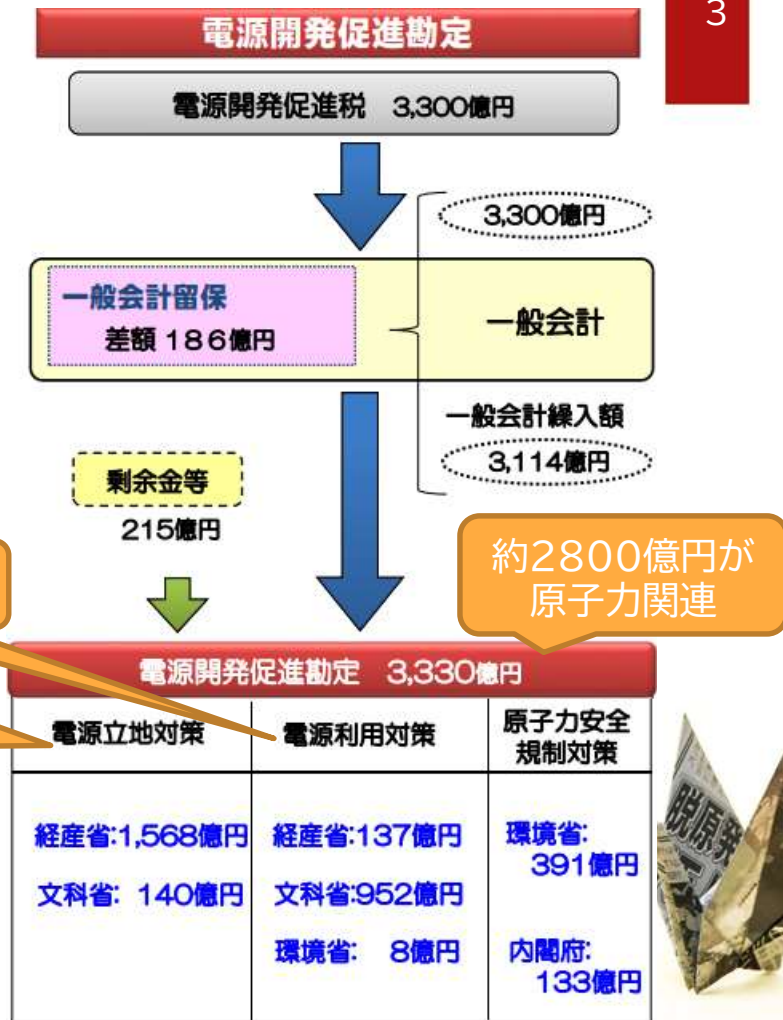 3
電源開発促進勘定
電源開発促進税 3,300億円
3,300億円
一般会計留保
差額 186億円
一般会計
一般会計繰入額
3,114億円
剰余金等
215億円
約2800億円が
原子力関連
電源開発促進勘定 3,330億円
電源立地対策
電源利用対策
原子力安全
規制対策
経産省:1,568億円
文科省: 140億円
経産省:137億円
文科省:952億円
環境省: 8億円
環境省:
391億円
内閣府:
133億円
脱原発